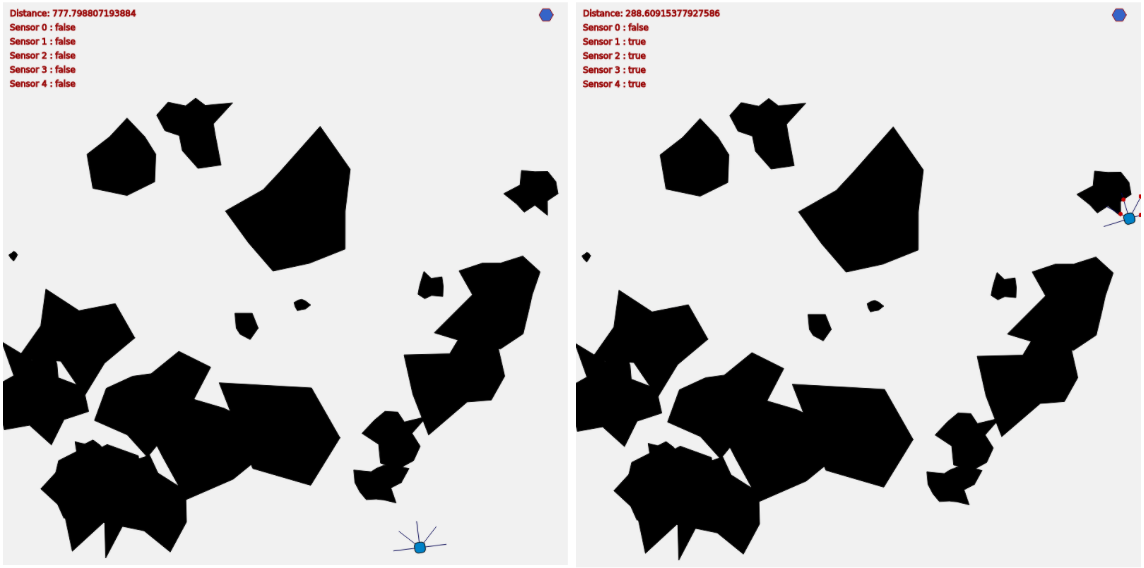 Distance: 777.798807193884
Sensor 0 : false
Sensor 1 : false
Sensor 2 : false
Sensor 3 : false
Sensor 4 : false
Distance: 288.60915377927586
Sensor 0 : false
Sensor 1 : true
Sensor 2 : true
Sensor 3 : true
Sensor 4 : true